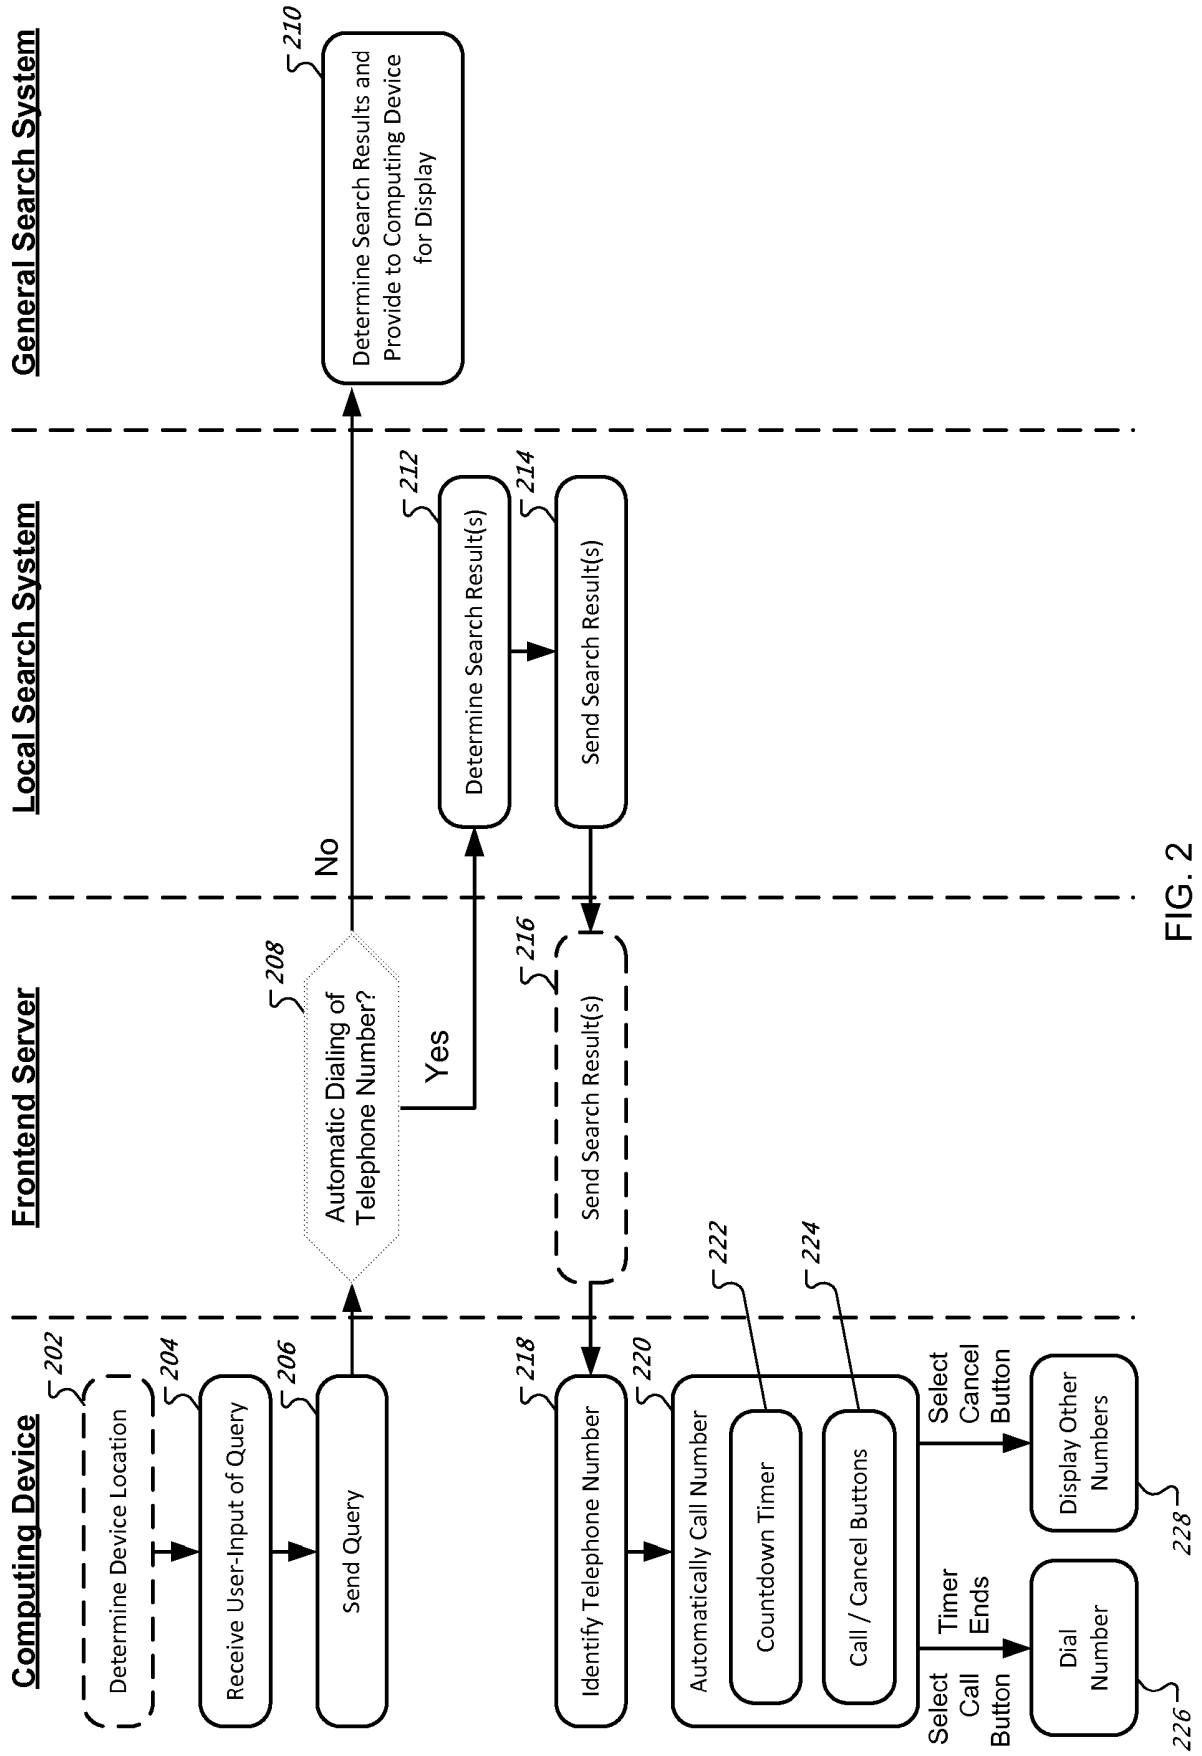 Computing Device
Frontend Server
Local Search System
General Search System
202
Determine Device Location
204
Receive User-Input of Query
206
Send Query
208
Automatic Dialing of
Telephone Number?
No
Yes
210
Determine Search Results and
Provide to Computing Device
for Display
212
Determine Search Result(s)
214
Send Search Result(s)
216
Send Search Result(s)
218
Identify Telephone Number
220
Automatically Call Number
222
Countdown Timer
224
Call / Cancel Buttons
Select
Call
Button
Timer
Ends
Select
Cancel
Button
Dial
Number
226
Display Other
Numbers
228
FIG. 2